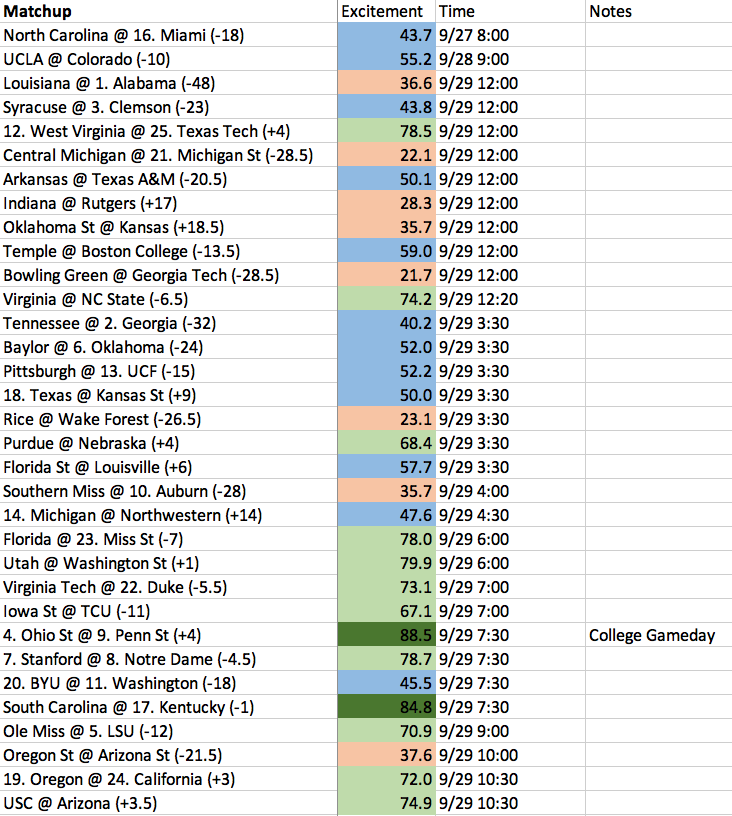 Matchup Excitement Time Notes
North Carolina @ 16. Miami (-18) 43.7 9/27 8:00
UCLA @ Colorado (-10) 55.2 9/28 9:00
Louisiana @ 1. Alabama (-48) 36.6 9/29 12:00
Syracuse @ 3. Clemson (-23) 43.8 9/29 12:00
12. West Virginia @ 25. Texas Tech (+4) 78.5 9/29 12:00
Central Michigan @ 21. Michigan St (-28.5) 22.1 9/29 12:00
Arkansas @ Texas A&M (-20.5) 50.1 9/29 12:00
Indiana @ Rutgers (+17) 28.3 9/29 12:00
Oklahoma St @ Kansas (+18.5) 35.7 9/29 12:00
Temple @ Boston College (-13.5) 59.0 9/29 12:00
Bowling Green @ Georgia Tech (-28.5) 21.7 9/29 12:00
Virginia @ NC State (-6.5) 74.2 9/29 12:20
Tennessee @ 2. Georgia (-32) 40.2 9/29 3:30
Baylor @ 6. Oklahoma (-24) 52.0 9/29 3:30
Pittsburgh @ 13. UCF (-15) 52.2 9/29 3:30
18. Texas @ Kansas St (+9) 50.0 9/29 3:30
Rice @ Wake Forest (-26.5) 23.1 9/29 3:30
Purdue @ Nebraska (+4) 68.4 9/29 3:30
Florida St @ Louisville (+6) 57.7 9/29 3:30
Southern Miss @ 10. Auburn (-28) 35.7 9/29 4:00
14. Michigan @ Northwestern (+14) 47.6 9/29 4:30
Florida @ 23. Miss St (-7) 78.0 9/29 6:00
Utah @ Washington St (+1) 79.9 9/29 6:00
Virginia Tech @ 22. Duke (-5.5) 73.1 9/29 7:00
Iowa St @ TCU (-11) 67.1 9/29 7:00
4. Ohio St @ 9. Penn St (+4) 88.5 9/29 7:30 College Gameday
7. Stanford @ 8. Notre Dame (-4.5) 78.7 9/29 7:30
20. BYU @ 11. Washington (-18) 45.5 9/29 7:30
South Carolina @ 17. Kentucky (-1) 84.8 9/29 7:30
Ole Miss @ 5. LSU (-12) 70.9 9/29 9:00
Oregon St @ Arizona St (-21.5) 37.6 9/29 10:00
19. Oregon @ 24. California (+3) 72.0 9/29 10:30
USC @ Arizona (+3.5) 74.9 9/29 10:30